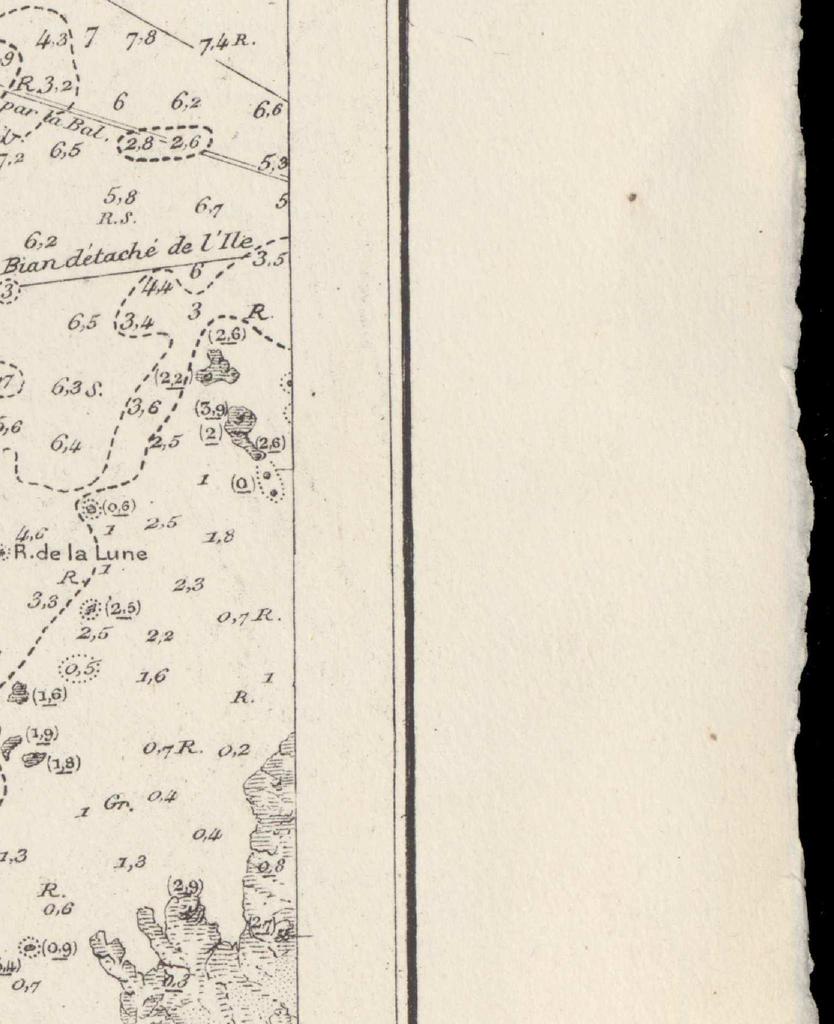 4,3 7 7,8 7,4 R.
9
R. 3,2
6 6,2 6,6
par la Bal.
2,8 2,6
7,2 6,5
5,3
5,8 6,7 5
R.S.
6,2
Bian détaché de l'Ile
6 3,5
3 4,4
6,5 3,4 3 R.
(2,6)
7 6,3 S. (2,2)
3,6 (3,9)
(2)
6,4 2,5 (2,6)
1 (0)
(0,6)
4,6 1 2,5 1,8
R. de la Lune
R. 1
2,3
3,3 (2,5) 0,7 R.
2,5 2,2
0,5 1,6 1
(1,6) R.
(1,9)
0,7 R. 0,2
(1,8)
Gr. 0,4
1
0,4
1,3 1,3 0,8
R. (2,9)
0,6
(2,7)
(0,9)
0,7 0,3